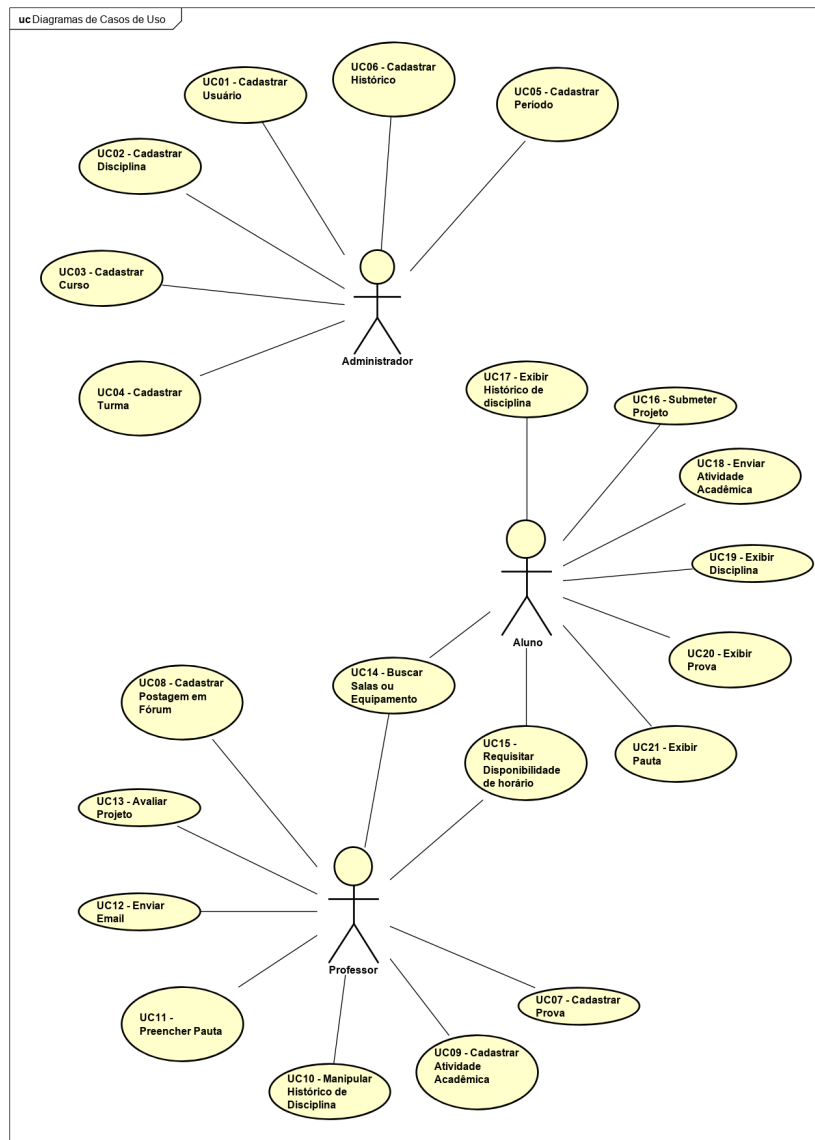 uc Diagramas de Casos de Uso
UC06 - Cadastrar
Histórico
UC01 - Cadastrar
Usuário
UC05 - Cadastrar
Período
UC02 - Cadastrar
Disciplina
UC03 - Cadastrar
Curso
Administrador
UC04 - Cadastrar
Turma
UC17 - Exibir
Histórico de
disciplina
UC16 - Submeter
Projeto
UC18 - Enviar
Atividade
Acadêmica
UC19 - Exibir
Disciplina
Aluno
UC20 - Exibir
Prova
UC14 - Buscar
Salas ou
Equipamento
UC08 - Cadastrar
Postagem em
Fórum
UC15 -
Requisitar
Disponibilidade
de horário
UC21 - Exibir
Pauta
UC13 - Avaliar
Projeto
UC12 - Enviar
Email
Professor
UC07 - Cadastrar
Prova
UC11 -
Preencher Pauta
UC09 - Cadastrar
Atividade
Acadêmica
UC10 - Manipular
Histórico de
Disciplina